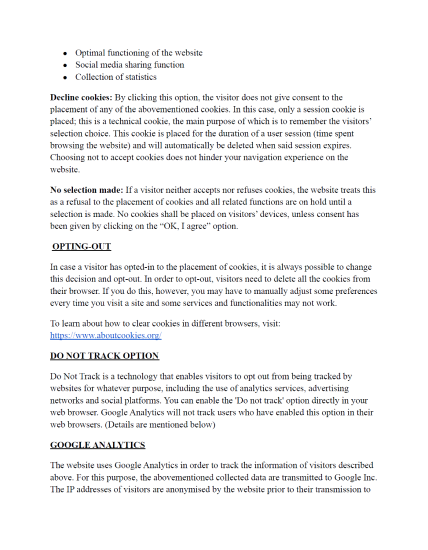 • Optimal functioning of the website
• Social media sharing function
• Collection of statistics
Decline cookies: By clicking this option, the visitor does not give consent to the
placement of any of the abovementioned cookies. In this case, only a session cookie is
placed; this is a technical cookie, the main purpose of which is to remember the visitors’
selection choice. This cookie is placed for the duration of a user session (time spent
browsing the website) and will automatically be deleted when said session expires.
Choosing not to accept cookies does not hinder your navigation experience on the
website.
No selection made: If a visitor neither accepts nor refuses cookies, the website treats this
as a refusal to the placement of cookies and all related functions are on hold until a
selection is made. No cookies shall be placed on visitors’ devices, unless consent has
been given by clicking on the “OK, I agree” option.
OPTING-OUT
In case a visitor has opted-in to the placement of cookies, it is always possible to change
this decision and opt-out. In order to opt-out, visitors need to delete all the cookies from
their browser. If you do this, however, you may have to manually adjust some preferences
every time you visit a site and some services and functionalities may not work.
To learn about how to clear cookies in different browsers, visit:
https://www.aboutcookies.org/
DO NOT TRACK OPTION
Do Not Track is a technology that enables visitors to opt out from being tracked by
websites for whatever purpose, including the use of analytics services, advertising
networks and social platforms. You can enable the 'Do not track' option directly in your
web browser. Google Analytics will not track users who have enabled this option in their
web browsers. (Details are mentioned below)
GOOGLE ANALYTICS
The website uses Google Analytics in order to track the information of visitors described
above. For this purpose, the abovementioned collected data are transmitted to Google Inc.
The IP addresses of visitors are anonymised by the website prior to their transmission to